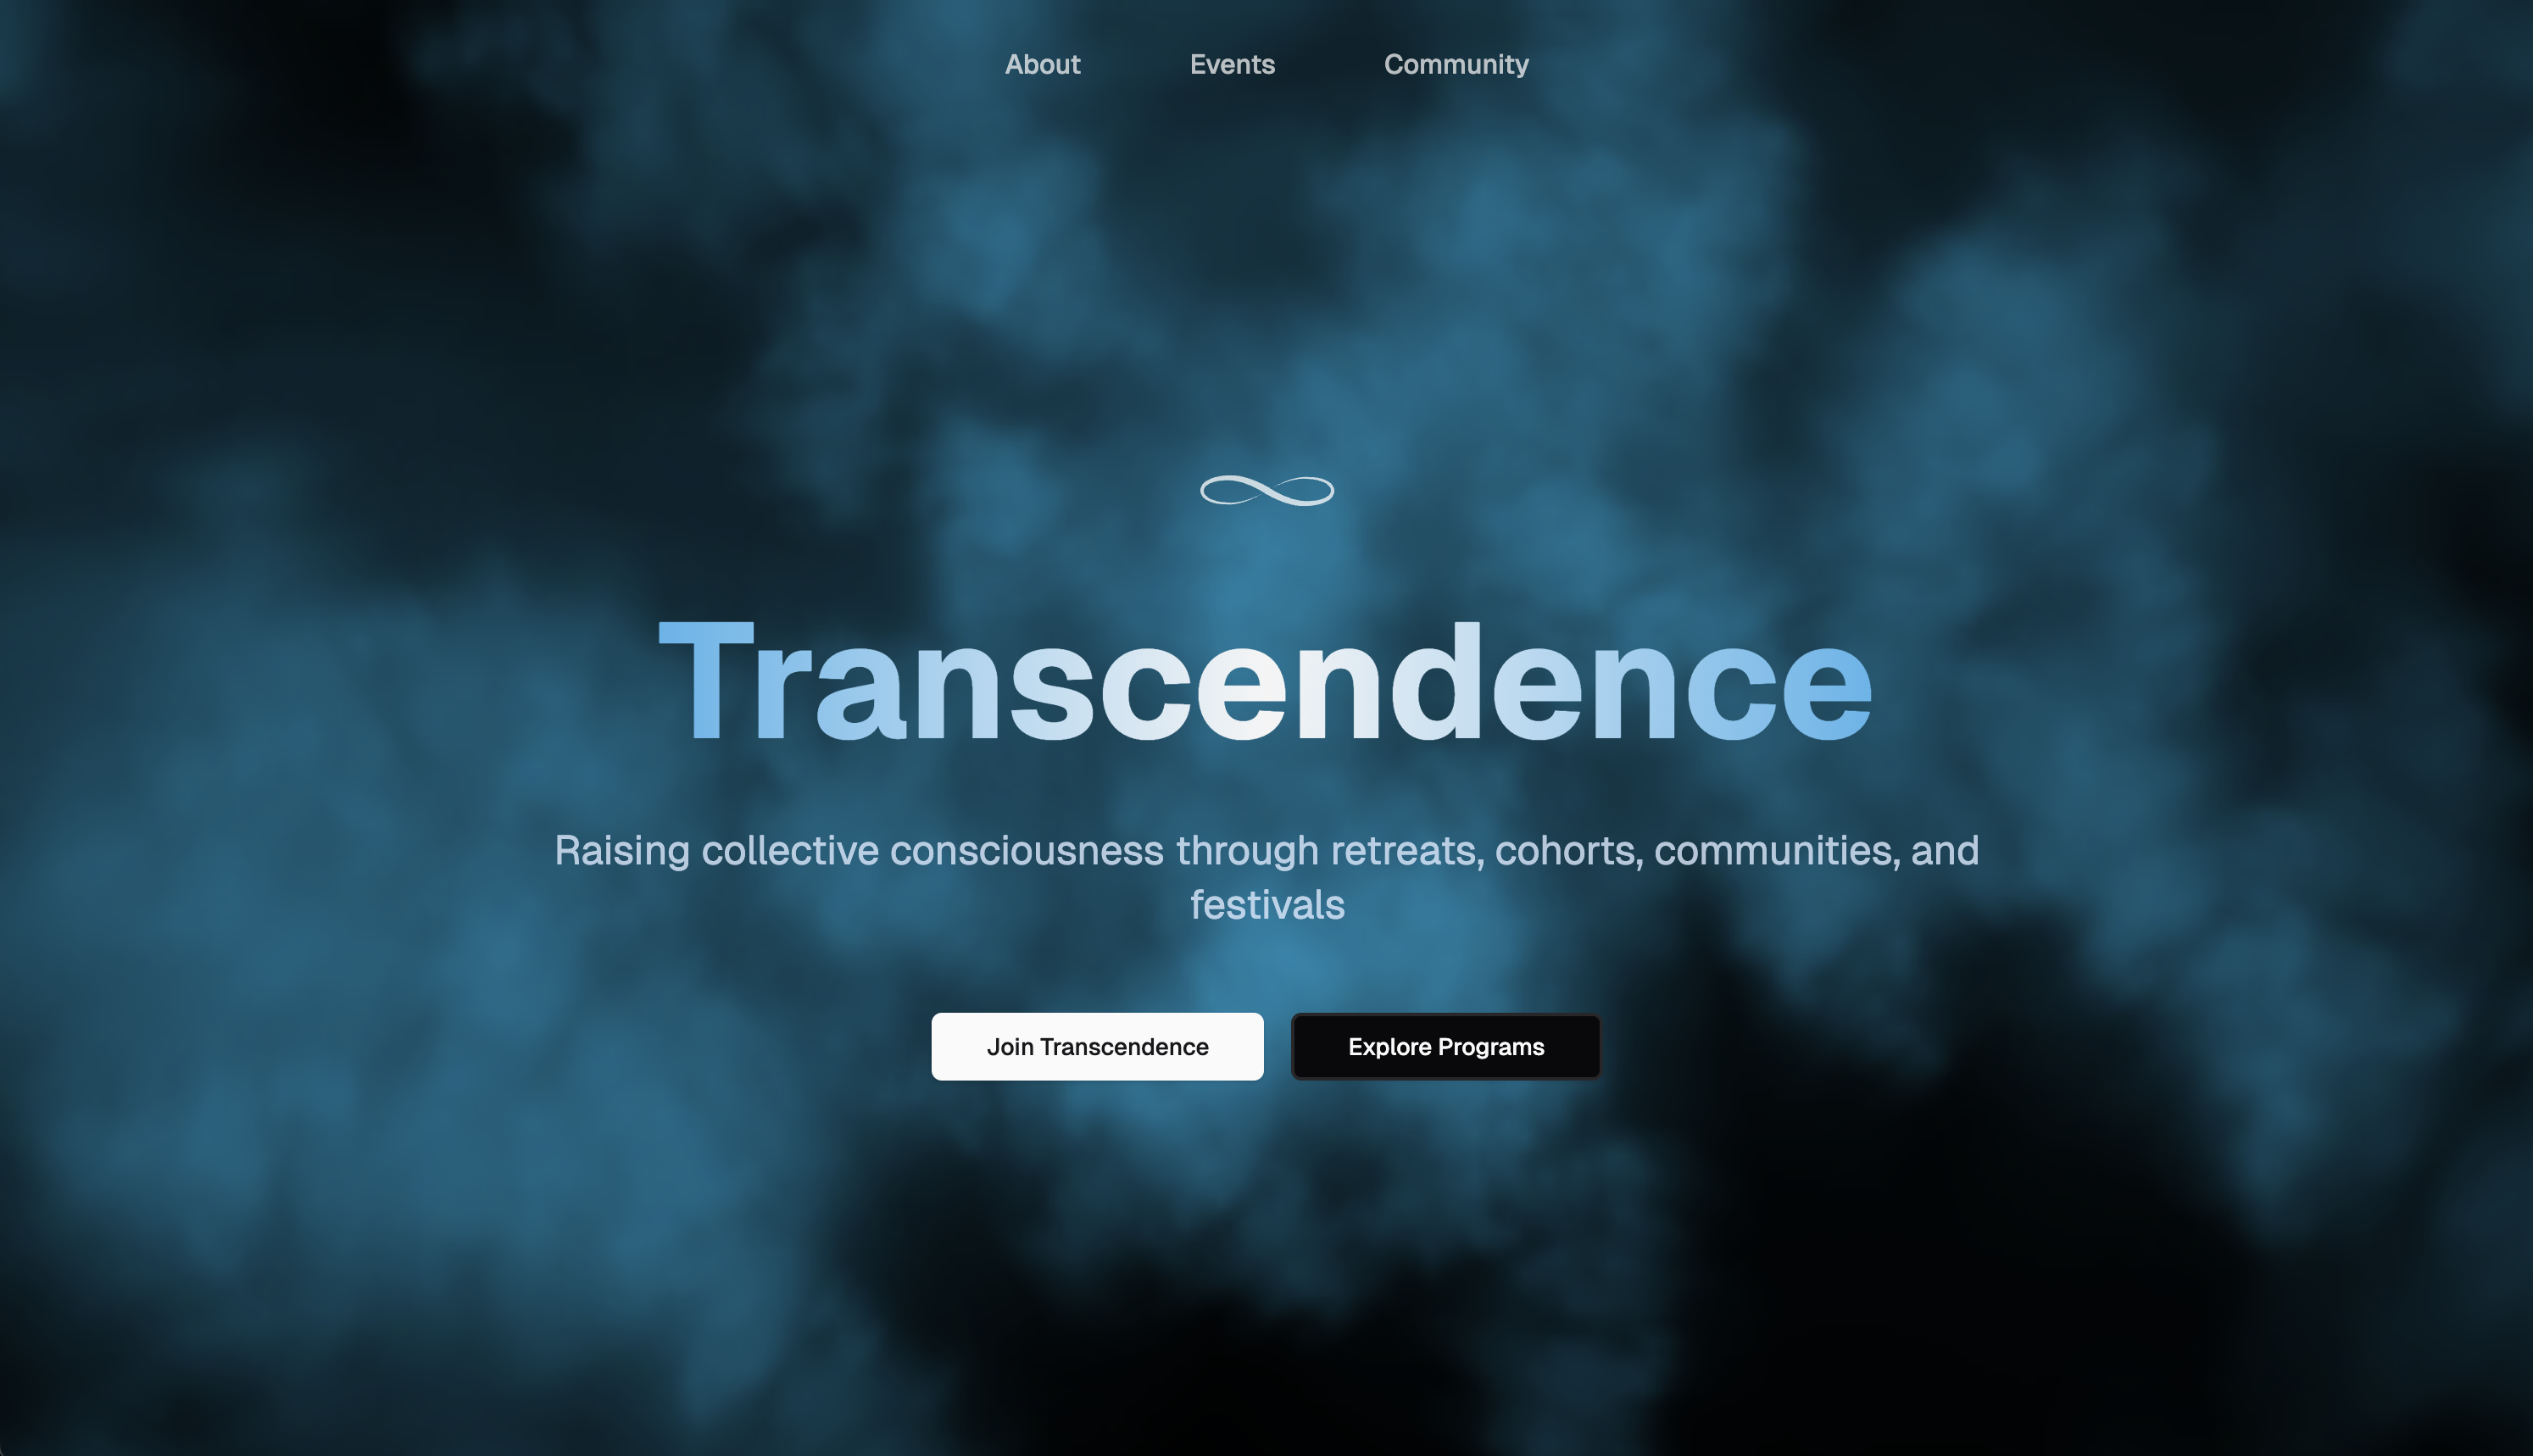 About
Events
Community
Transcendence
Raising collective consciousness through retreats, cohorts, communities, and
festivals
Join Transcendence
Explore Programs